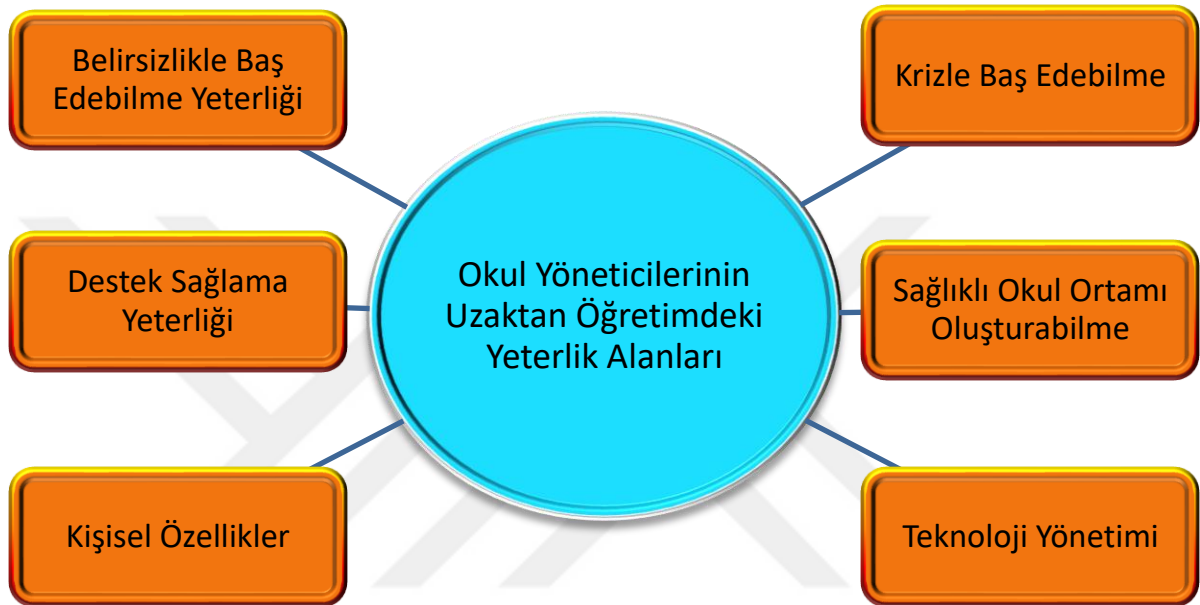 Belirsizlikle Baş
Edebilme Yeterliği
Krizle Baş Edebilme
Destek Sağlama
Yeterliği
Okul Yöneticilerinin
Uzaktan Öğretimdeki
Yeterlik Alanları
Sağlıklı Okul Ortamı
Oluşturabilme
Kişisel Özellikler
Teknoloji Yönetimi